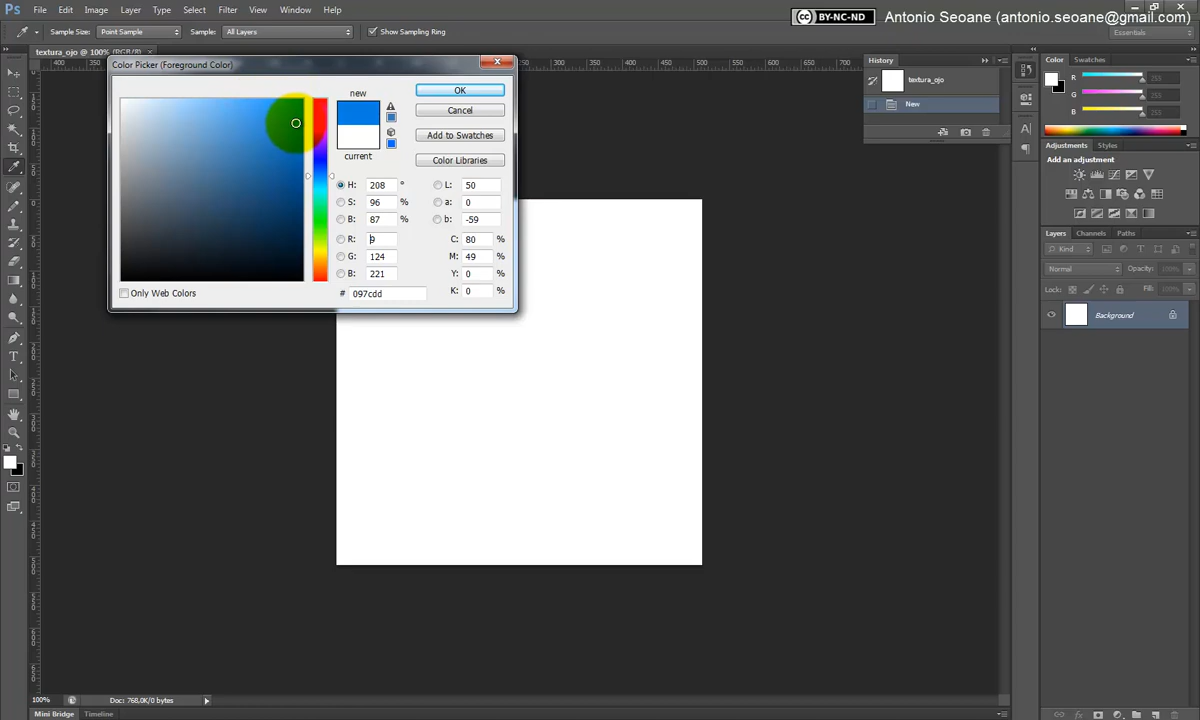 Ps File Edit Image Layer Type Select Filter View Window Help
BY-NC-ND Antonio Seoane (antonio.seoane@gmail.com)
Sample Size: Point Sample Sample: All Layers Show Sampling Ring Essentials
textura_ojo @ 100% (RGB/8)
Color Picker (Foreground Color)
new
current
OK
Cancel
Add to Swatches
Color Libraries
H: 208 °
S: 96 %
B: 87 %
R: 9
G: 124
B: 221
# 097cdd
L: 50
a: 0
b: -59
C: 80 %
M: 49 %
Y: 0 %
K: 0 %
Only Web Colors
History
textura_ojo
New
Color Swatches
R 255
G 255
B 255
Adjustments Styles
Add an adjustment
Layers Channels Paths
Kind
Normal Opacity: 100%
Lock: Fill: 100%
Background
100% Doc: 768,0K/0 bytes
Mini Bridge Timeline